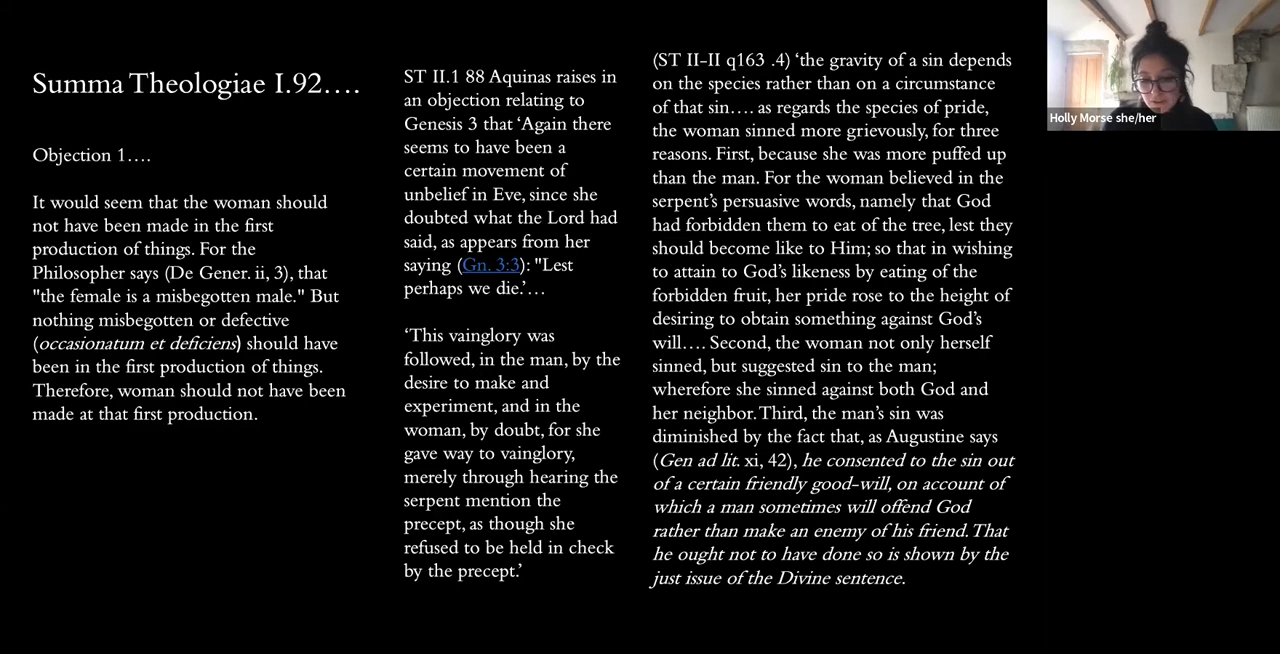 Summa Theologiae I.92….
Objection 1….
It would seem that the woman should
not have been made in the first
production of things. For the
Philosopher says (De Gener. ii, 3), that
"the female is a misbegotten male." But
nothing misbegotten or defective
(occasionatum et deficiens) should have
been in the first production of things.
Therefore, woman should not have been
made at that first production.
ST II.1 88 Aquinas raises in
an objection relating to
Genesis 3 that ‘Again there
seems to have been a
certain movement of
unbelief in Eve, since she
doubted what the Lord had
said, as appears from her
saying (Gn. 3:3): "Lest
perhaps we die.’…
‘This vainglory was
followed, in the man, by the
desire to make and
experiment, and in the
woman, by doubt, for she
gave way to vainglory,
merely through hearing the
serpent mention the
precept, as though she
refused to be held in check
by the precept.’
(ST II-II q163 .4) ‘the gravity of a sin depends
on the species rather than on a circumstance
of that sin…. as regards the species of pride,
the woman sinned more grievously, for three
reasons. First, because she was more puffed up
than the man. For the woman believed in the
serpent’s persuasive words, namely that God
had forbidden them to eat of the tree, lest they
should become like to Him; so that in wishing
to attain to God’s likeness by eating of the
forbidden fruit, her pride rose to the height of
desiring to obtain something against God’s
will…. Second, the woman not only herself
sinned, but suggested sin to the man;
wherefore she sinned against both God and
her neighbor. Third, the man’s sin was
diminished by the fact that, as Augustine says
(Gen ad lit. xi, 42), he consented to the sin out
of a certain friendly good-will, on account of
which a man sometimes will offend God
rather than make an enemy of his friend. That
he ought not to have done so is shown by the
just issue of the Divine sentence.
Holly Morse she/her